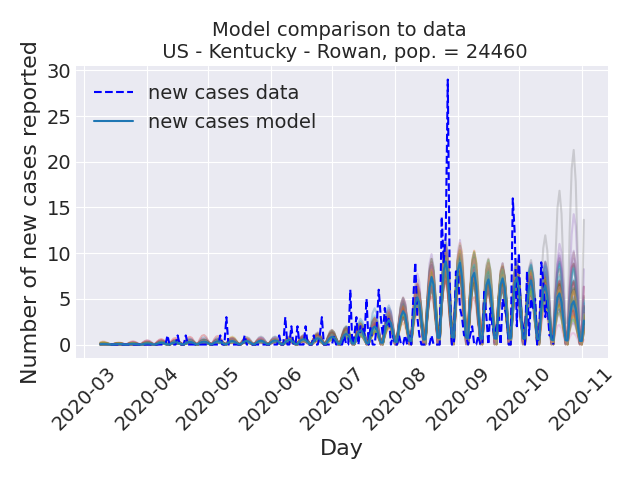 Model comparison to data
US - Kentucky - Rowan, pop. = 24460
Number of new cases reported
30
25
20
15
10
5
0
new cases data
new cases model
2020-03
2020-04
2020-05
2020-06
2020-07
2020-08
2020-09
2020-10
2020-11
Day